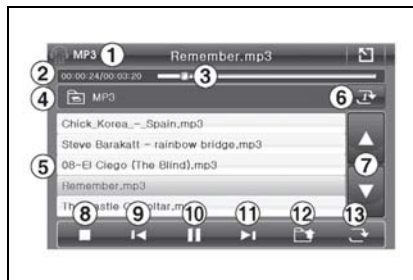 MP3 1 Remember.mp3
2 00:00:24/00:03:20 3
4 MP3 6
Chick_Korea_-_Spain.mp3
Steve Barakatt - rainbow bridge.mp3
5 08-El Ciego (The Blind).mp3 7
Remember.mp3
8 9 10 11 12 13